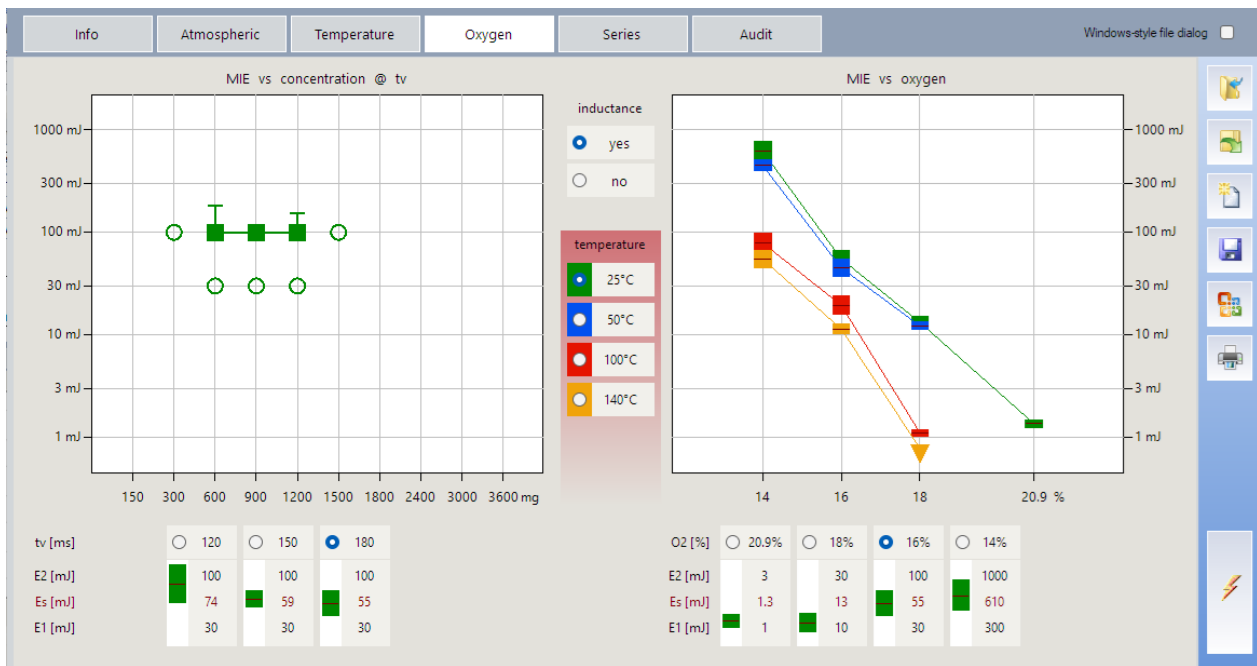 Info Atmospheric Temperature Oxygen Series Audit Windows-style file dialog
MIE vs concentration @ tv
MIE vs oxygen
1000 mJ
300 mJ
100 mJ
30 mJ
10 mJ
3 mJ
1 mJ
150 300 600 900 1200 1500 1800 2400 3000 3600 mg
inductance
yes
no
temperature
25°C
50°C
100°C
140°C
1000 mJ
300 mJ
100 mJ
30 mJ
10 mJ
3 mJ
1 mJ
14 16 18 20.9 %
tv [ms] 120 150 180
E2 [mJ] 100 100 100
Es [mJ] 74 59 55
E1 [mJ] 30 30 30
O2 [%] 20.9% 18% 16% 14%
E2 [mJ] 3 30 100 1000
Es [mJ] 1.3 13 55 610
E1 [mJ] 1 10 30 300